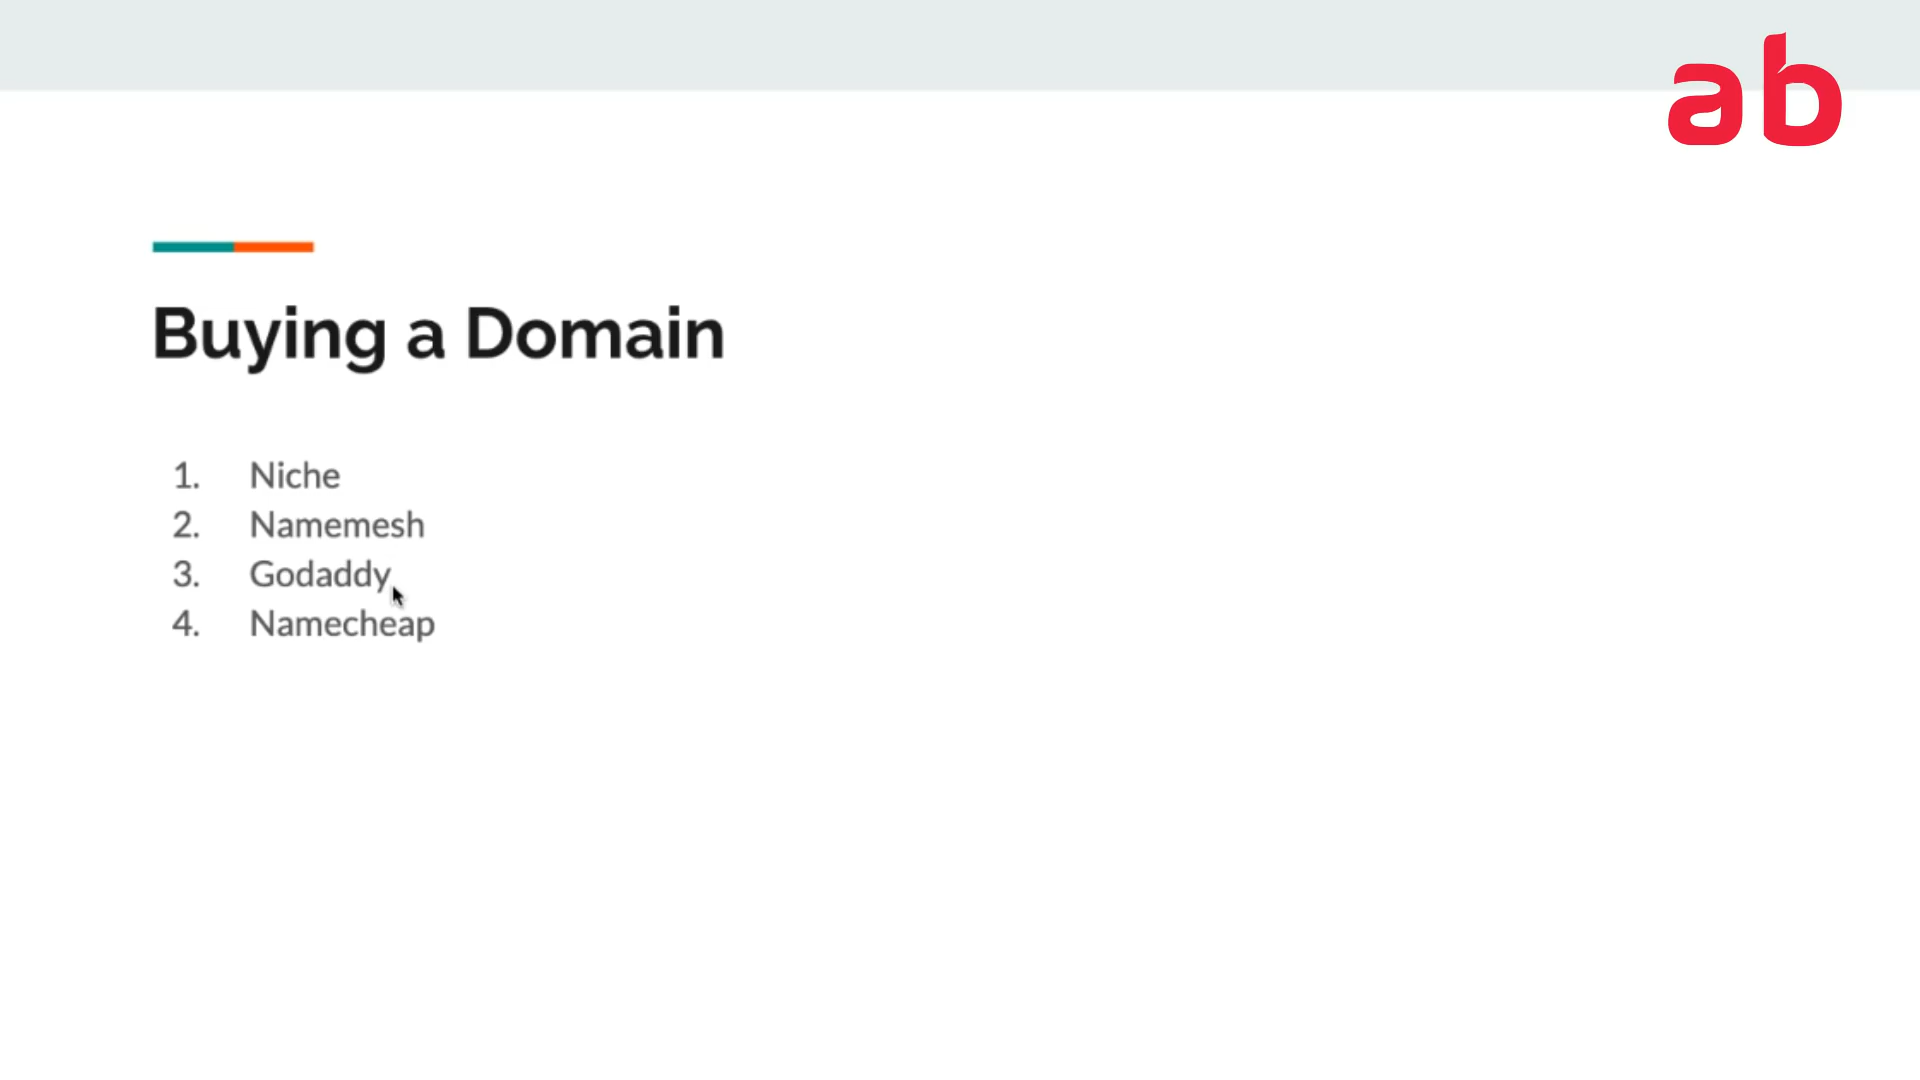 ab
Buying a Domain
1. Niche
2. Namemesh
3. Godaddy
4. Namecheap